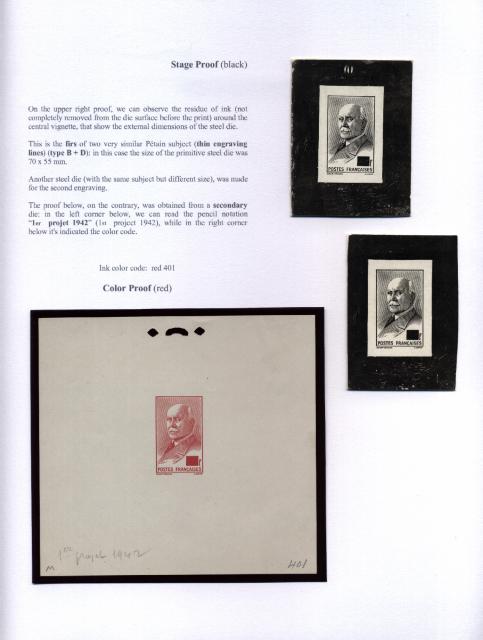 Stage Proof (black)
On the upper right proof, we can observe the residue of ink (not
completely removed from the die surface before the print) around the
central vignette, that show the external dimensions of the steel die.
This is the firs of two very similar Pétain subject (thin engraving
lines) (type B + D): in this case the size of the primitive steel die was
70 x 55 mm.
Another steel die (with the same subject but different size), was made
for the second engraving.
The proof below, on the contrary, was obtained from a secondary
die: in the left corner below, we can read the pencil notation
“1er projet 1942” (1st project 1942), while in the right corner
below it's indicated the color code.
Ink color code: red 401
Color Proof (red)
POSTES FRANÇAISES
POSTES FRANÇAISES
f
POSTES FRANÇAISES
1er projet 1942
M
401